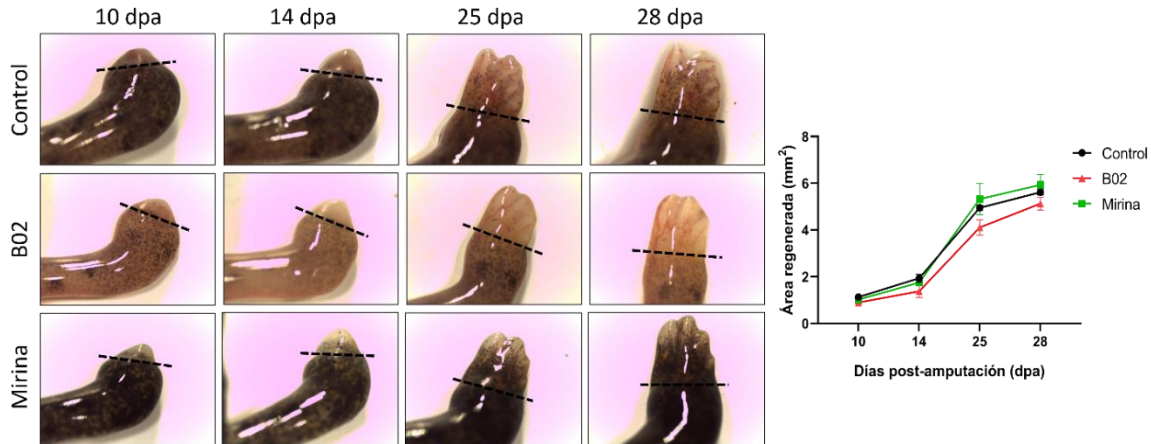 10 dpa
14 dpa
25 dpa
28 dpa
Control
B02
Mirina
Área regenerada (mm²)
8
6
4
2
0
10
14
25
28
Días post-amputación (dpa)
Control
B02
Mirina